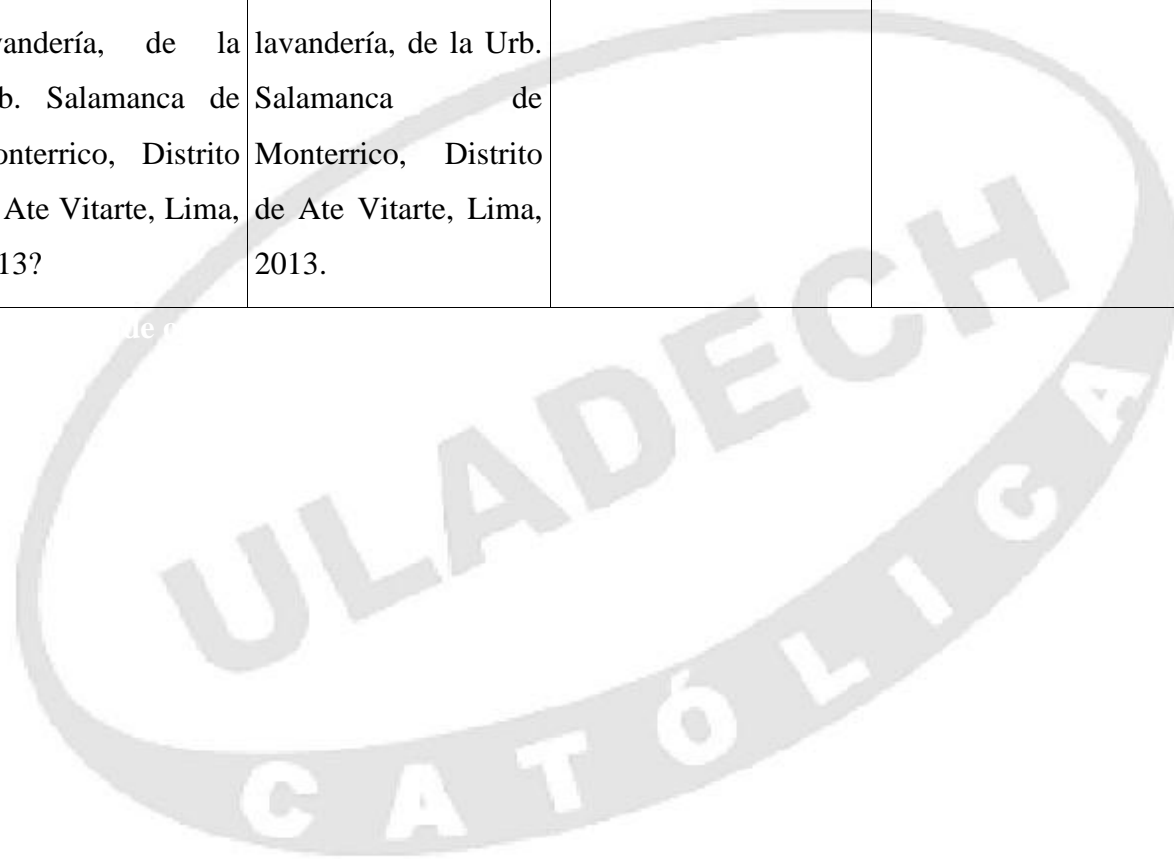 vandería, de la
b. Salamanca de
onterrico, Distrito
Ate Vitarte, Lima,
13?
lavandería, de la Urb.
Salamanca de
Monterrico, Distrito
de Ate Vitarte, Lima,
2013.
de
ULADECH
CATÓLICA